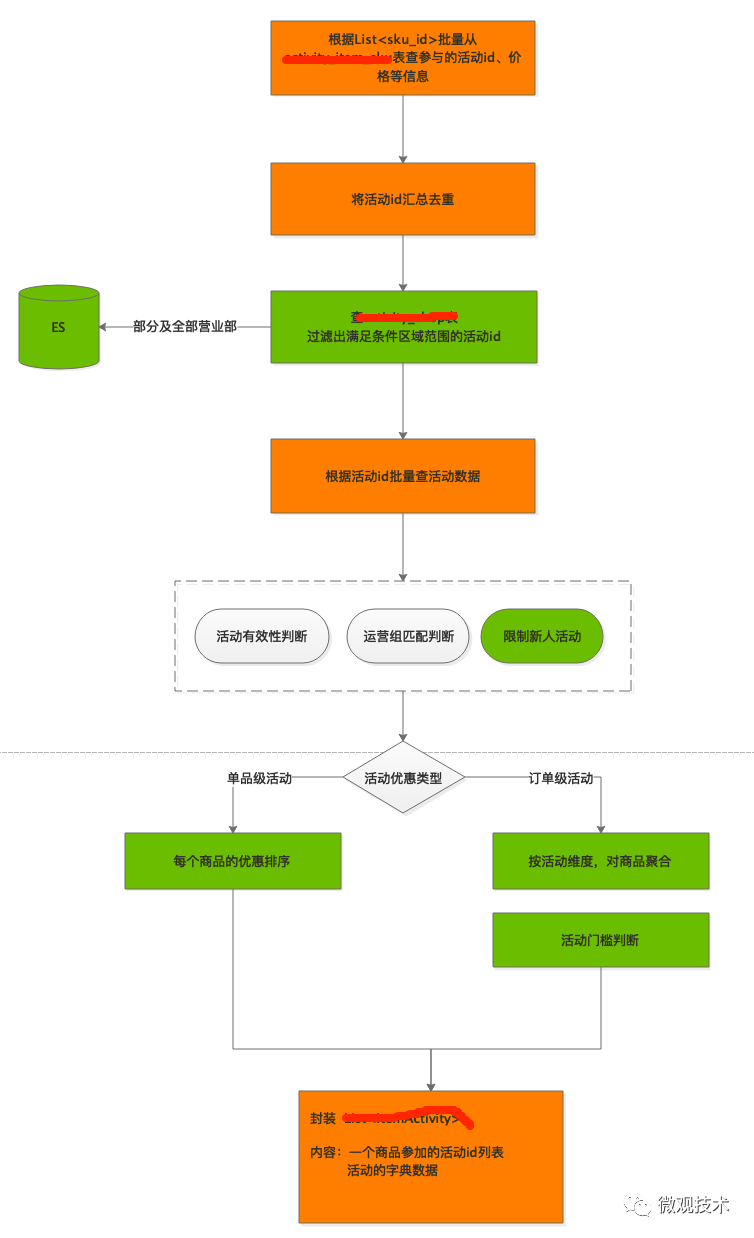 根据List<sku_id>批量从
表查参与的活动id、价
格等信息
将活动id汇总去重
查 表
过滤出满足条件区域范围的活动id
ES
部分及全部营业部
根据活动id批量查活动数据
活动有效性判断
运营组匹配判断
限制新人活动
活动优惠类型
单品级活动
订单级活动
每个商品的优惠排序
按活动维度，对商品聚合
活动门槛判断
封装
内容：一个商品参加的活动id列表
活动的字典数据
微观技术